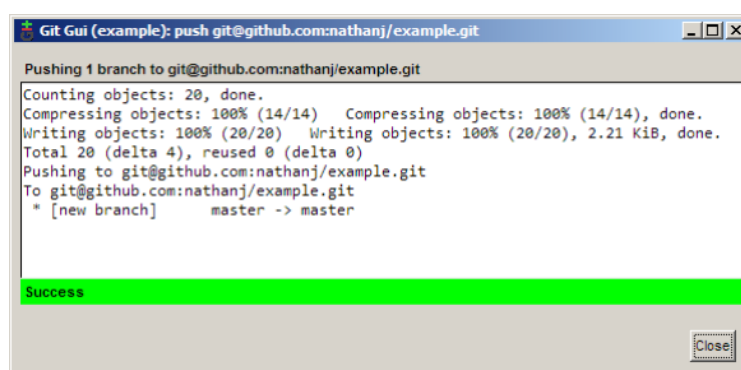 Git Gui (example): push git@github.com:nathanj/example.git
Pushing 1 branch to git@github.com:nathanj/example.git
Counting objects: 20, done.
Compressing objects: 100% (14/14)   Compressing objects: 100% (14/14), done.
Writing objects: 100% (20/20)   Writing objects: 100% (20/20), 2.21 KiB, done.
Total 20 (delta 4), reused 0 (delta 0)
Pushing to git@github.com:nathanj/example.git
To git@github.com:nathanj/example.git
 * [new branch]      master -> master
Success
Close